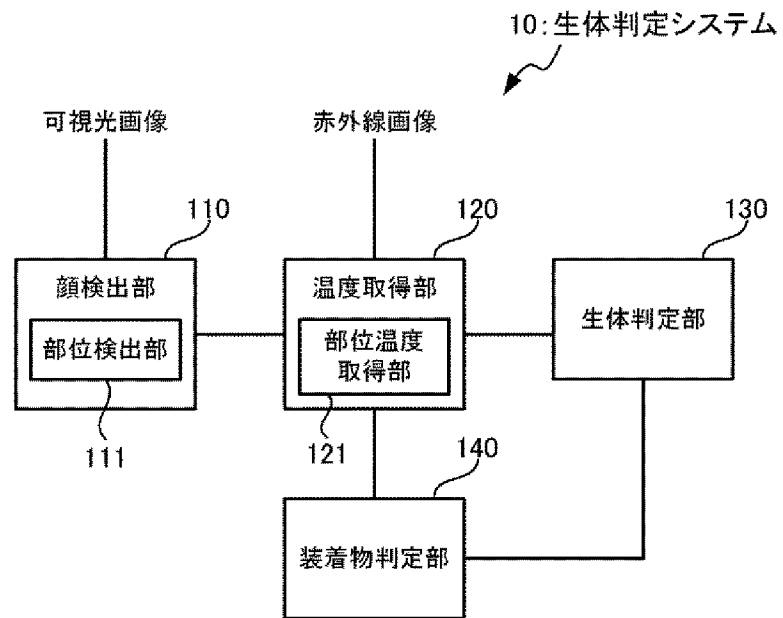 10:生体判定システム
可視光画像
赤外線画像
110
120
130
顔検出部
温度取得部
生体判定部
部位検出部
部位温度
取得部
111
121
140
装着物判定部